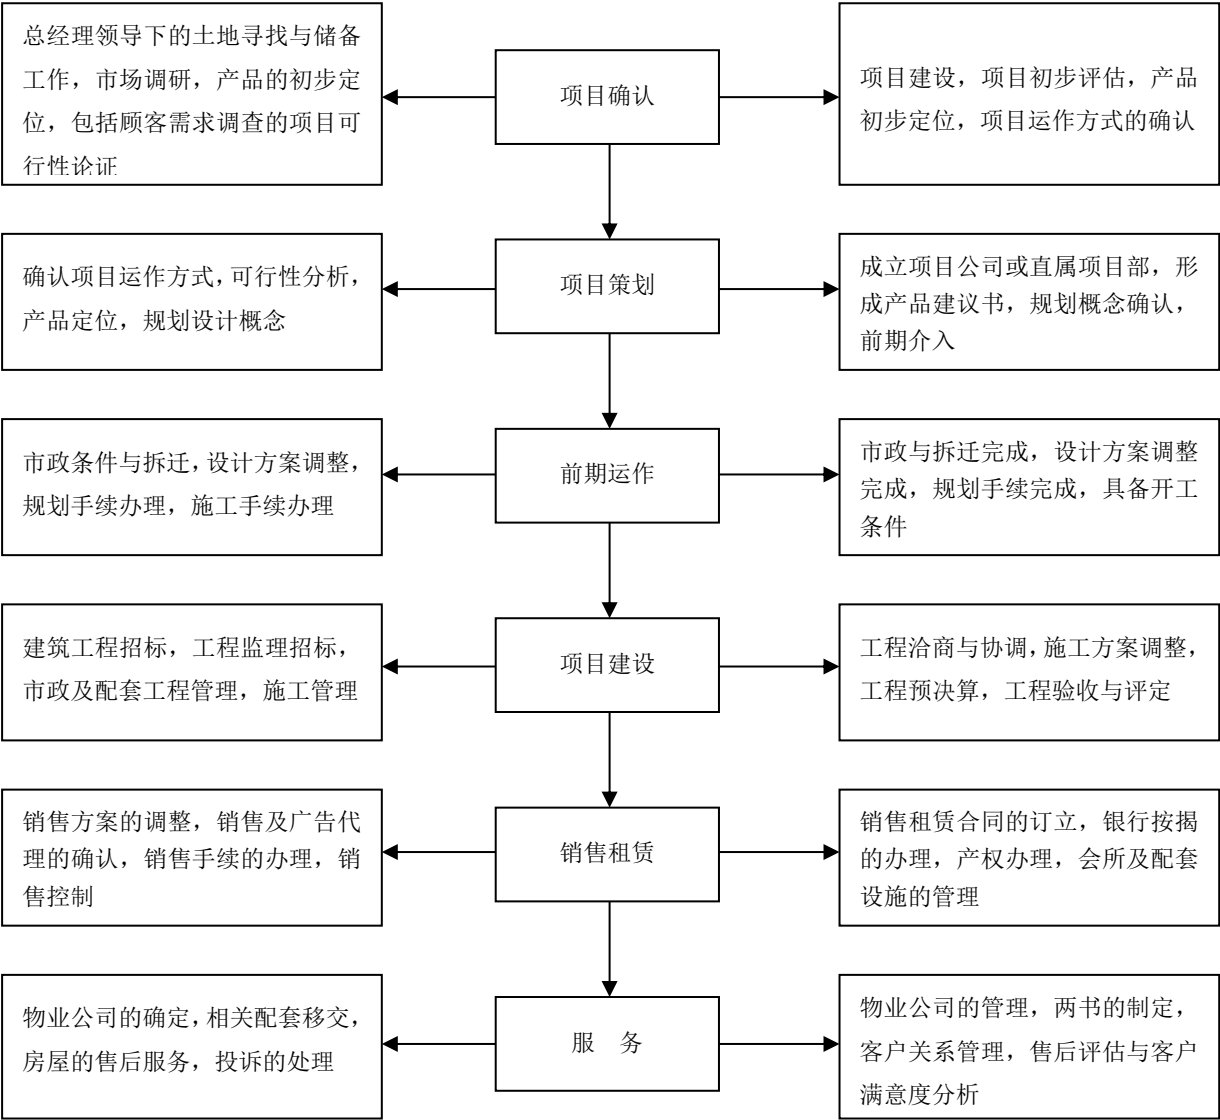 总经理领导下的土地寻找与储备
工作，市场调研，产品的初步定
位，包括顾客需求调查的项目可
行性论证
项目确认
项目建设，项目初步评估，产品
初步定位，项目运作方式的确认
确认项目运作方式，可行性分析，
产品定位，规划设计概念
项目策划
成立项目公司或直属项目部，形
成产品建议书，规划概念确认，
前期介入
市政条件与拆迁，设计方案调整，
规划手续办理，施工手续办理
前期运作
市政与拆迁完成，设计方案调整
完成，规划手续完成，具备开工
条件
建筑工程招标，工程监理招标，
市政及配套工程管理，施工管理
项目建设
工程洽商与协调，施工方案调整，
工程预决算，工程验收与评定
销售方案的调整，销售及广告代
理的确认，销售手续的办理，销
售控制
销售租赁
销售租赁合同的订立，银行按揭
的办理，产权办理，会所及配套
设施的管理
物业公司的确定，相关配套移交，
房屋的售后服务，投诉的处理
服　务
物业公司的管理，两书的制定，
客户关系管理，售后评估与客户
满意度分析